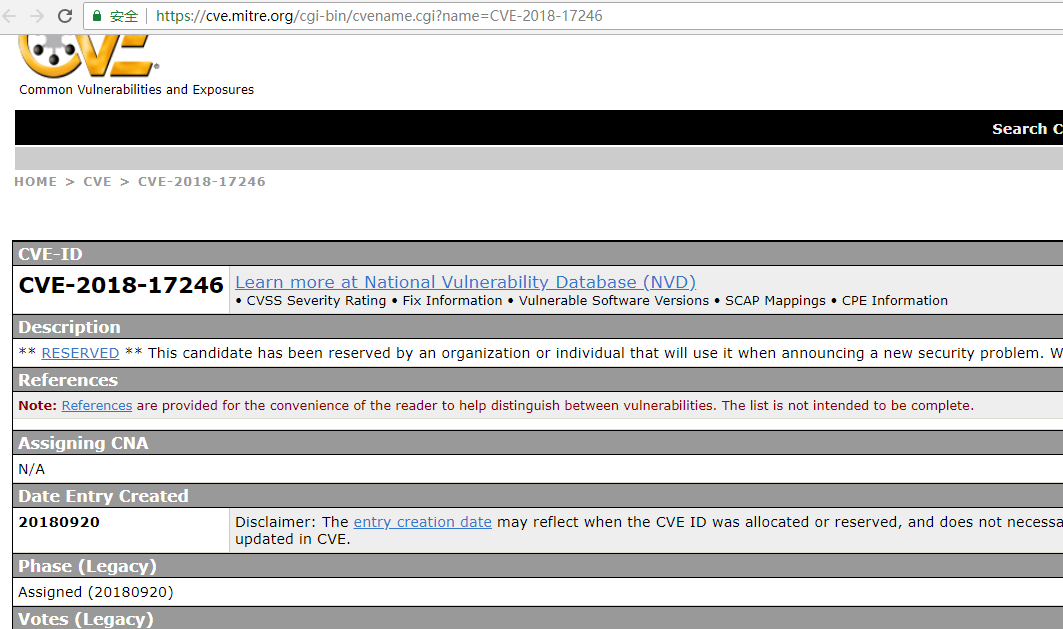 安全 https://cve.mitre.org/cgi-bin/cvename.cgi?name=CVE-2018-17246
CVE
Common Vulnerabilities and Exposures
Search C
HOME > CVE > CVE-2018-17246
CVE-ID
CVE-2018-17246 Learn more at National Vulnerability Database (NVD)
• CVSS Severity Rating • Fix Information • Vulnerable Software Versions • SCAP Mappings • CPE Information
Description
** RESERVED ** This candidate has been reserved by an organization or individual that will use it when announcing a new security problem. W
References
Note: References are provided for the convenience of the reader to help distinguish between vulnerabilities. The list is not intended to be complete.
Assigning CNA
N/A
Date Entry Created
20180920 Disclaimer: The entry creation date may reflect when the CVE ID was allocated or reserved, and does not necessa
updated in CVE.
Phase (Legacy)
Assigned (20180920)
Votes (Legacy)